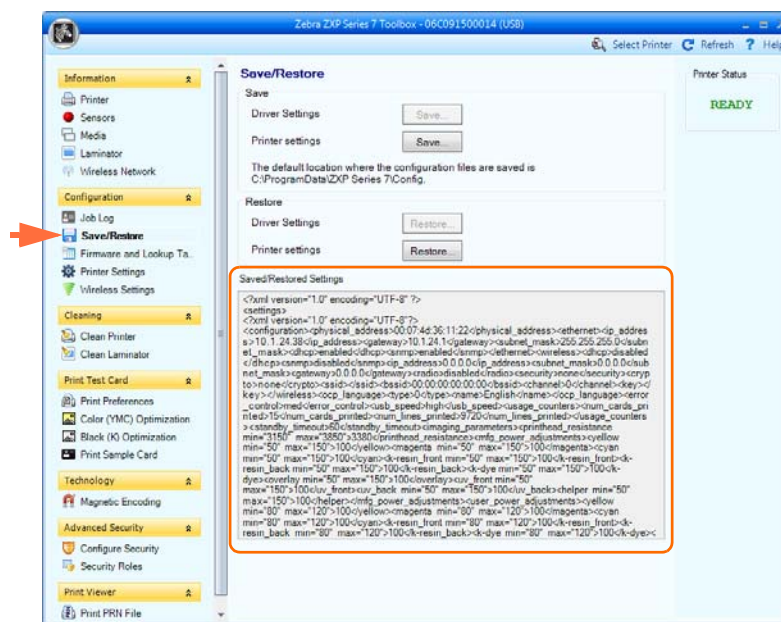 Zebra ZXP Series 7 Toolbox - 06C091500014 (USB)
Select Printer Refresh ? Help
Information
Printer
Sensors
Media
Laminator
Wireless Network
Configuration
Job Log
Save/Restore
Firmware and Lookup Ta..
Printer Settings
Wireless Settings
Cleaning
Clean Printer
Clean Laminator
Print Test Card
Print Preferences
Color (YMC) Optimization
Black (K) Optimization
Print Sample Card
Technology
Magnetic Encoding
Advanced Security
Configure Security
Security Roles
Print Viewer
Print PRN File
Save/Restore
Save
Driver Settings Save...
Printer settings Save...
The default location where the configuration files are saved is
C:\ProgramData\ZXP Series 7\Config.
Restore
Driver Settings Restore...
Printer settings Restore...
Saved/Restored Settings
<?xml version="1.0" encoding="UTF-8" ?>
<settings>
<?xml version="1.0" encoding="UTF-8"?>
<configuration><physical_address>00:07:4d:36:11:22</physical_address><ethernet><ip_addres
s>10.1.24.38</ip_address><gateway>10.1.24.1</gateway><subnet_mask>255.255.255.0</subn
et_mask><dhcp>enabled</dhcp><snmp>enabled</snmp></ethernet><wireless><dhcp>disabled
</dhcp><snmp>disabled</snmp><ip_address>0.0.0.0</ip_address><subnet_mask>0.0.0.0</sub
net_mask><gateway>0.0.0.0</gateway><radio>disabled</radio><security>none</security><cryp
to>none</crypto><ssid></ssid><bssid>00:00:00:00:00:00</bssid><channel>0</channel><key></
key></wireless><ocp_language><type>0</type><name>English</name></ocp_language><error
_control>med</error_control><usb_speed>high</usb_speed><usage_counters><num_cards_pri
nted>15</num_cards_printed><num_lines_printed>9720</num_lines_printed></usage_counters
><standby_timeout>60</standby_timeout><imaging_parameters><printhead_resistance
min="3150" max="3850">3380</printhead_resistance><mfg_power_adjustments><yellow
min="50" max="150">100</yellow><magenta min="50" max="150">100</magenta><cyan
min="50" max="150">100</cyan><k-resin_front min="50" max="150">100</k-resin_front><k-
resin_back min="50" max="150">100</k-resin_back><k-dye min="50" max="150">100</k-
dye><overlay min="50" max="150">100</overlay><uv_front min="50"
max="150">100</uv_front><uv_back min="50" max="150">100</uv_back><helper min="50"
max="150">100</helper></mfg_power_adjustments><user_power_adjustments><yellow
min="80" max="120">100</yellow><magenta min="80" max="120">100</magenta><cyan
min="80" max="120">100</cyan><k-resin_front min="80" max="120">100</k-resin_front><k-
resin_back min="80" max="120">100</k-resin_back><k-dye min="80" max="120">100</k-dye><
Printer Status
READY